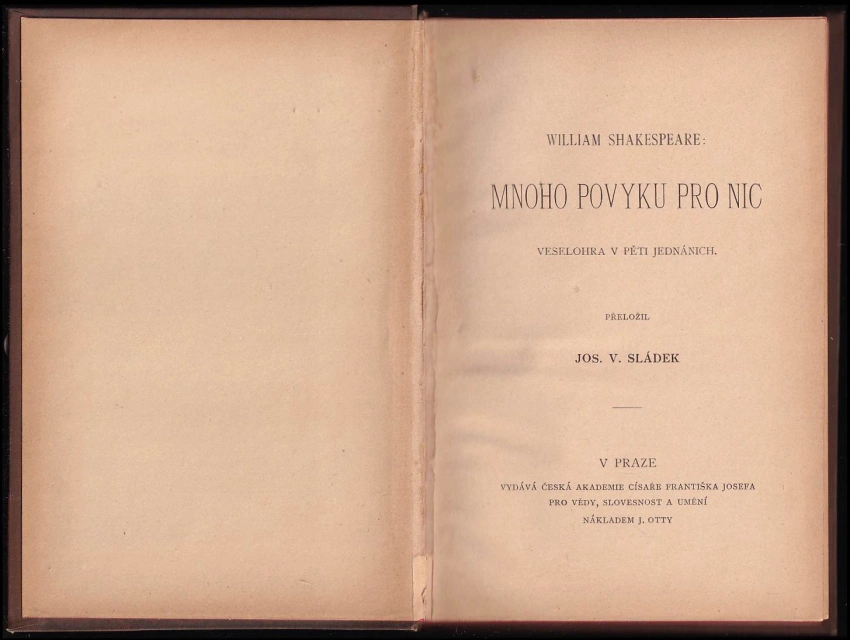 WILLIAM SHAKESPEARE:
MNOHO POVYKU PRO NIC
VESELOHRA V PĚTI JEDNÁNICH.
PŘELOŽIL
JOS. V. SLÁDEK
V PRAZE
VYDÁVÁ ČESKÁ AKADEMIE CÍSAŘE FRANTIŠKA JOSEFA
PRO VĚDY, SLOVESNOST A UMĚNÍ
NÁKLADEM J. OTTY